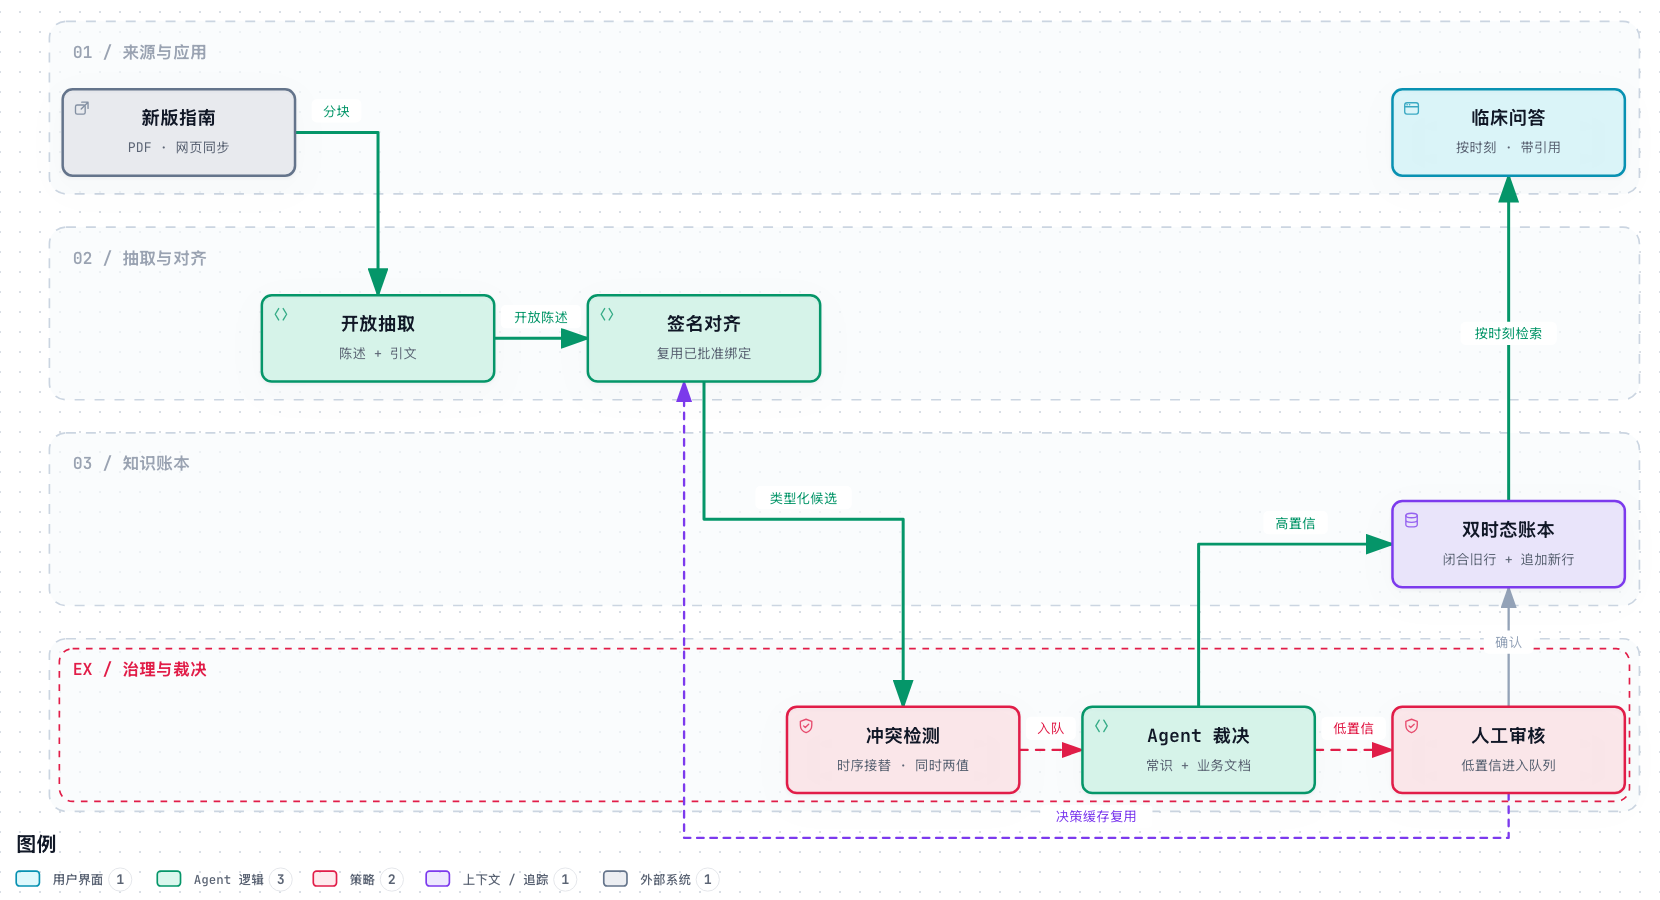 01 / 来源与应用
新版指南
PDF · 网页同步
分块
临床问答
按时刻 · 带引用
02 / 抽取与对齐
开放抽取
陈述 + 引文
开放陈述
签名对齐
复用已批准绑定
按时刻检索
03 / 知识账本
类型化候选
高置信
双时态账本
闭合旧行 + 追加新行
确认
EX / 治理与裁决
冲突检测
时序接替 · 同时两值
入队
Agent 裁决
常识 + 业务文档
低置信
人工审核
低置信进入队列
决策缓存复用
图例
用户界面 1
Agent 逻辑 3
策略 2
上下文 / 追踪 1
外部系统 1